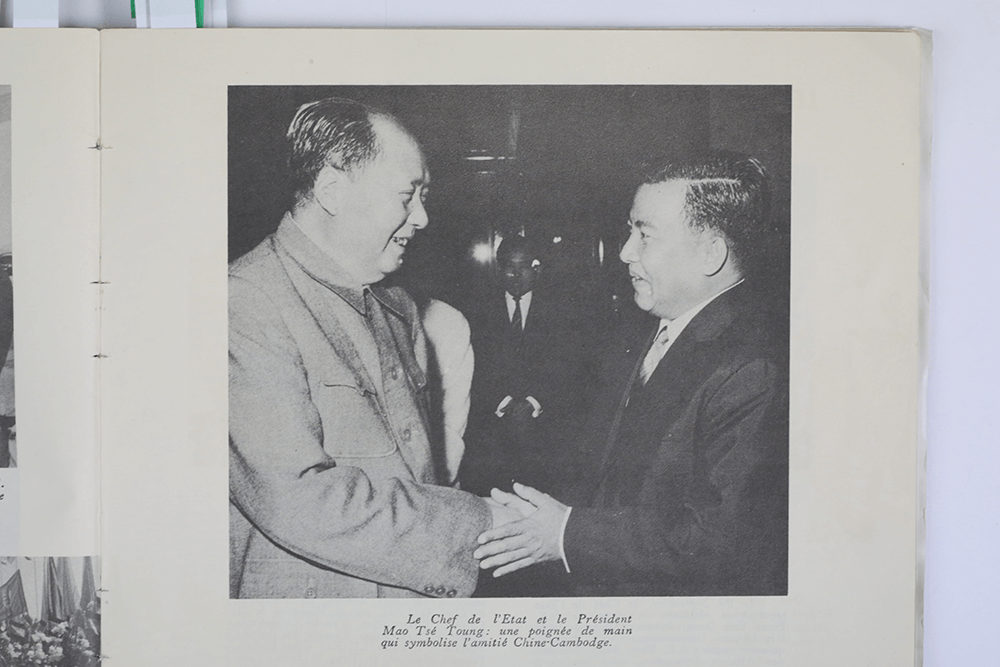 Le Chef de l'Etat et le Président
Mao Tsé Toung: une poignée de main
qui symbolise l'amitié Chine-Cambodge.